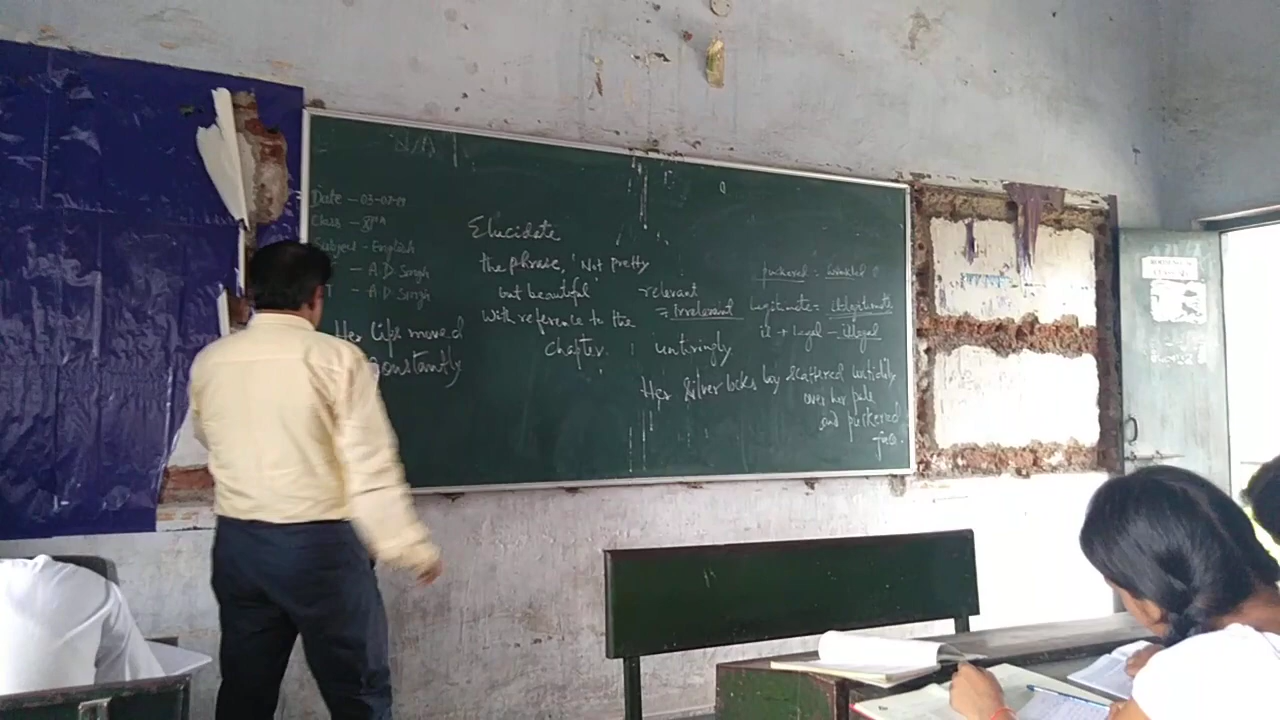 Date - 03-07-19
Class - XI A
Subject - English
- A D Singh
T - A D Singh
Her lips moved
constantly
Elucidate
the phrase, 'Not pretty
but beautiful'
With reference to the
chapter.
relevant
= Irrelevant
untiringly
puckered = wrinkled
Legitimate = illegitimate
il + legal - illegal
Her silver locks lay scattered untidily
over her pale
and puckered
face.